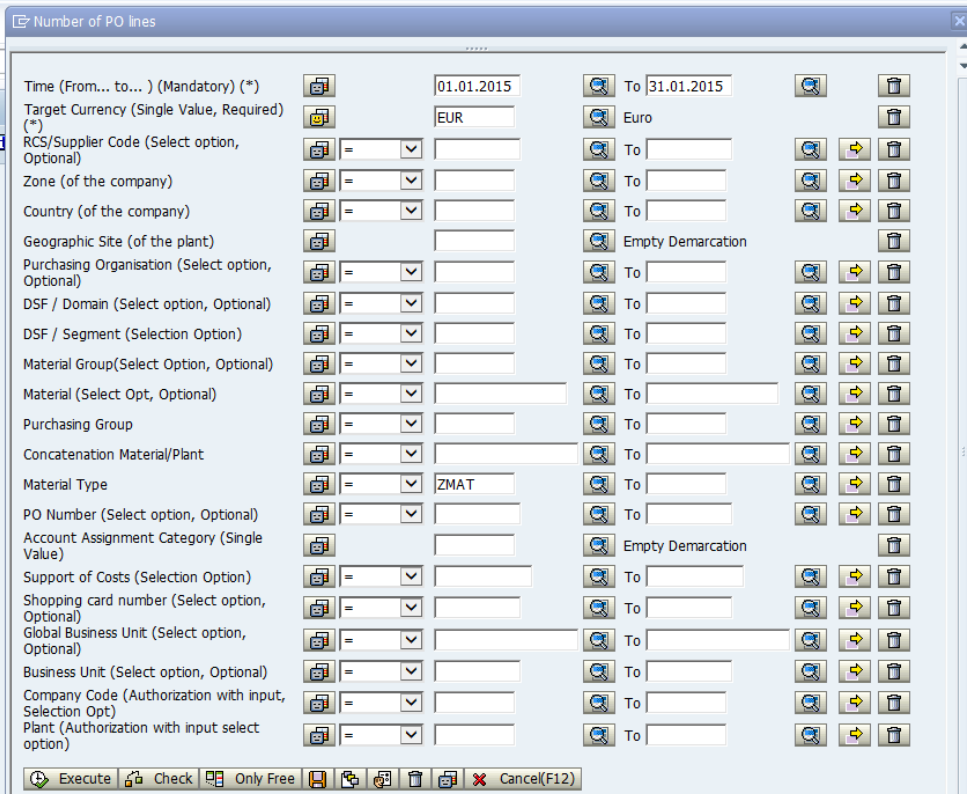 Number of PO lines
Time (From... to... ) (Mandatory) (*) 01.01.2015 To 31.01.2015
Target Currency (Single Value, Required) EUR Euro
(*)
RCS/Supplier Code (Select option, = To
Optional)
Zone (of the company) = To
Country (of the company) = To
Geographic Site (of the plant) Empty Demarcation
Purchasing Organisation (Select option, = To
Optional)
DSF / Domain (Select option, Optional) = To
DSF / Segment (Selection Option) = To
Material Group(Select Option, Optional) = To
Material (Select Opt, Optional) = To
Purchasing Group = To
Concatenation Material/Plant = To
Material Type = ZMAT To
PO Number (Select option, Optional) = To
Account Assignment Category (Single Empty Demarcation
Value)
Support of Costs (Selection Option) = To
Shopping card number (Select option, = To
Optional)
Global Business Unit (Select option, = To
Optional)
Business Unit (Select option, Optional) = To
Company Code (Authorization with input, = To
Selection Opt)
Plant (Authorization with input select = To
option)
Execute Check Only Free Cancel(F12)